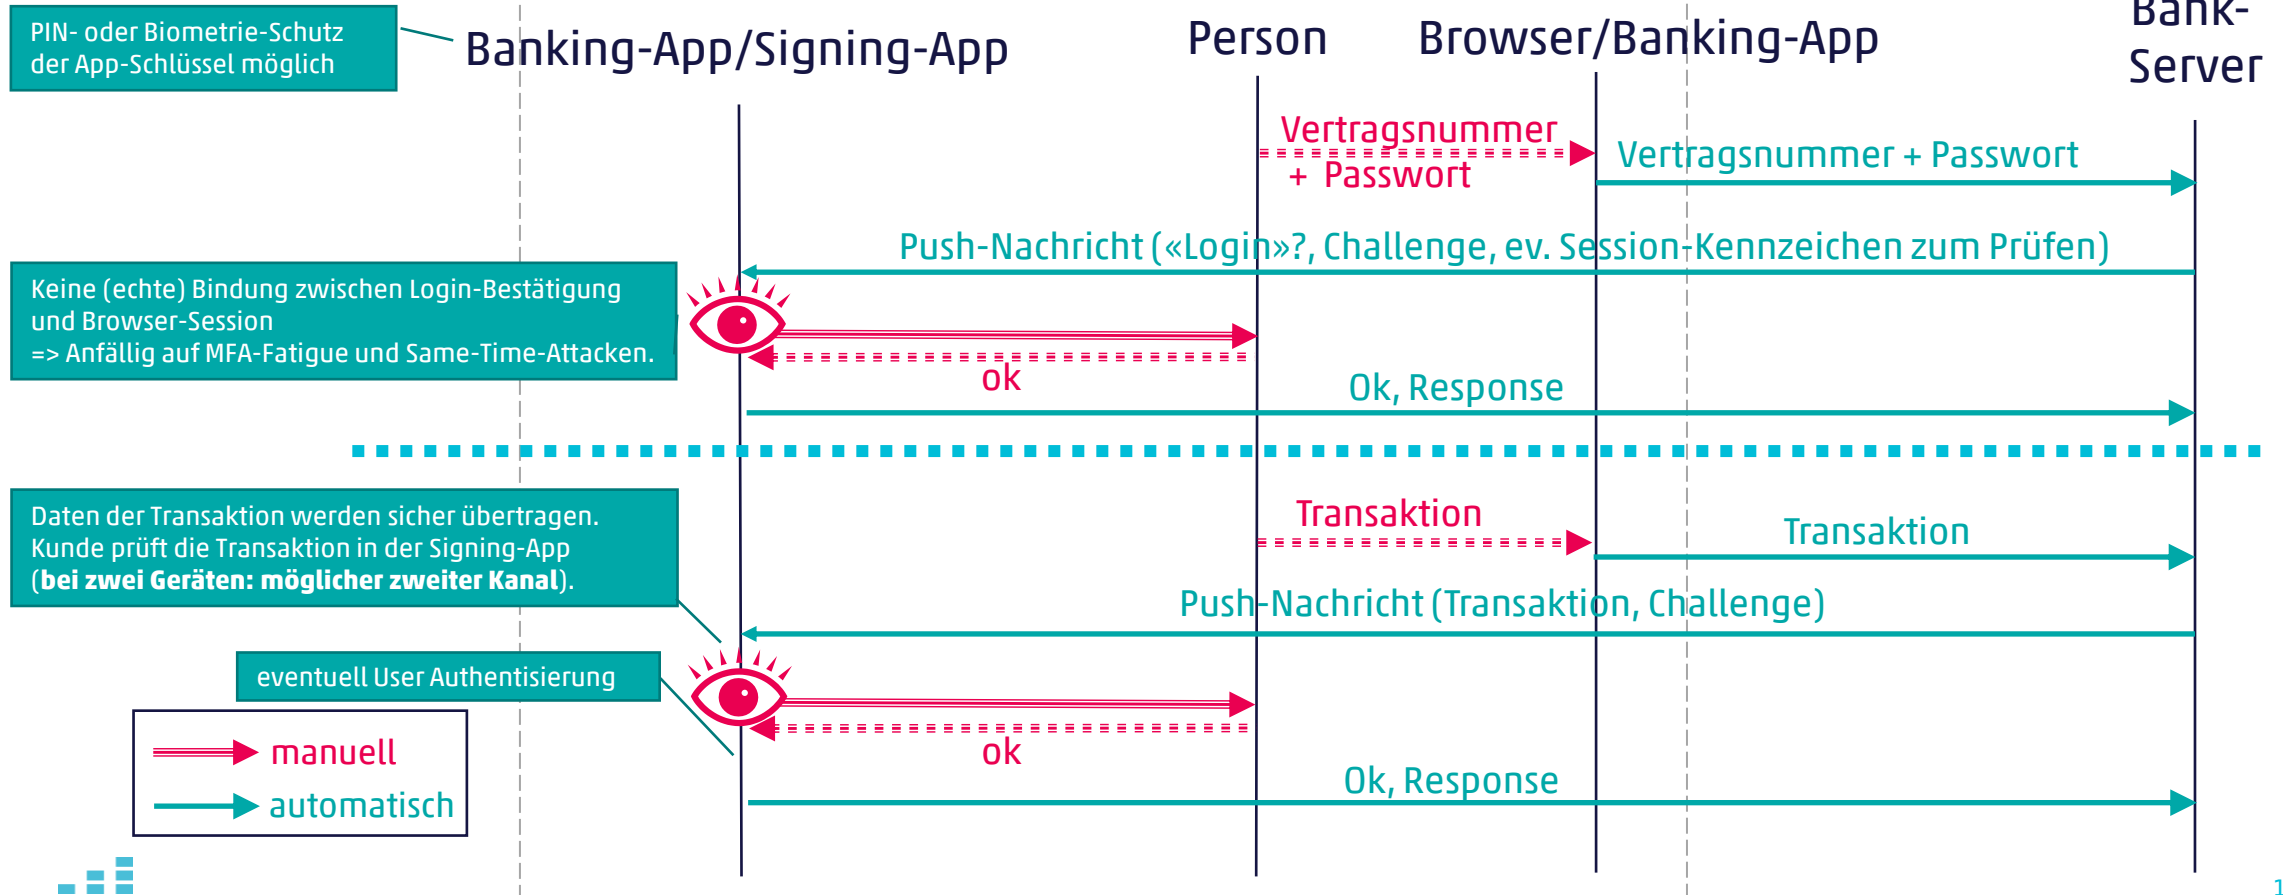 PIN- oder Biometrie-Schutz
der App-Schlüssel möglich
Banking-App/Signing-App
Person
Browser/Banking-App
Bank-
Server
Vertragsnummer
+ Passwort
Vertragsnummer + Passwort
Push-Nachricht («Login»?, Challenge, ev. Session-Kennzeichen zum Prüfen)
Keine (echte) Bindung zwischen Login-Bestätigung
und Browser-Session
=> Anfällig auf MFA-Fatigue und Same-Time-Attacken.
ok
Ok, Response
Daten der Transaktion werden sicher übertragen.
Kunde prüft die Transaktion in der Signing-App
(bei zwei Geräten: möglicher zweiter Kanal).
Transaktion
Transaktion
Push-Nachricht (Transaktion, Challenge)
eventuell User Authentisierung
ok
Ok, Response
manuell
automatisch
1